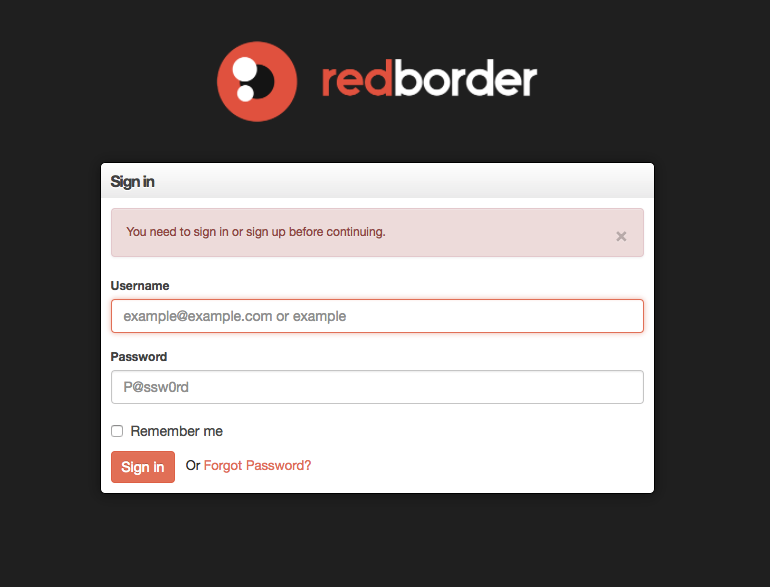 redborder
Sign in
You need to sign in or sign up before continuing.
×
Username
example@example.com or example
Password
P@ssw0rd
Remember me
Sign in Or Forgot Password?